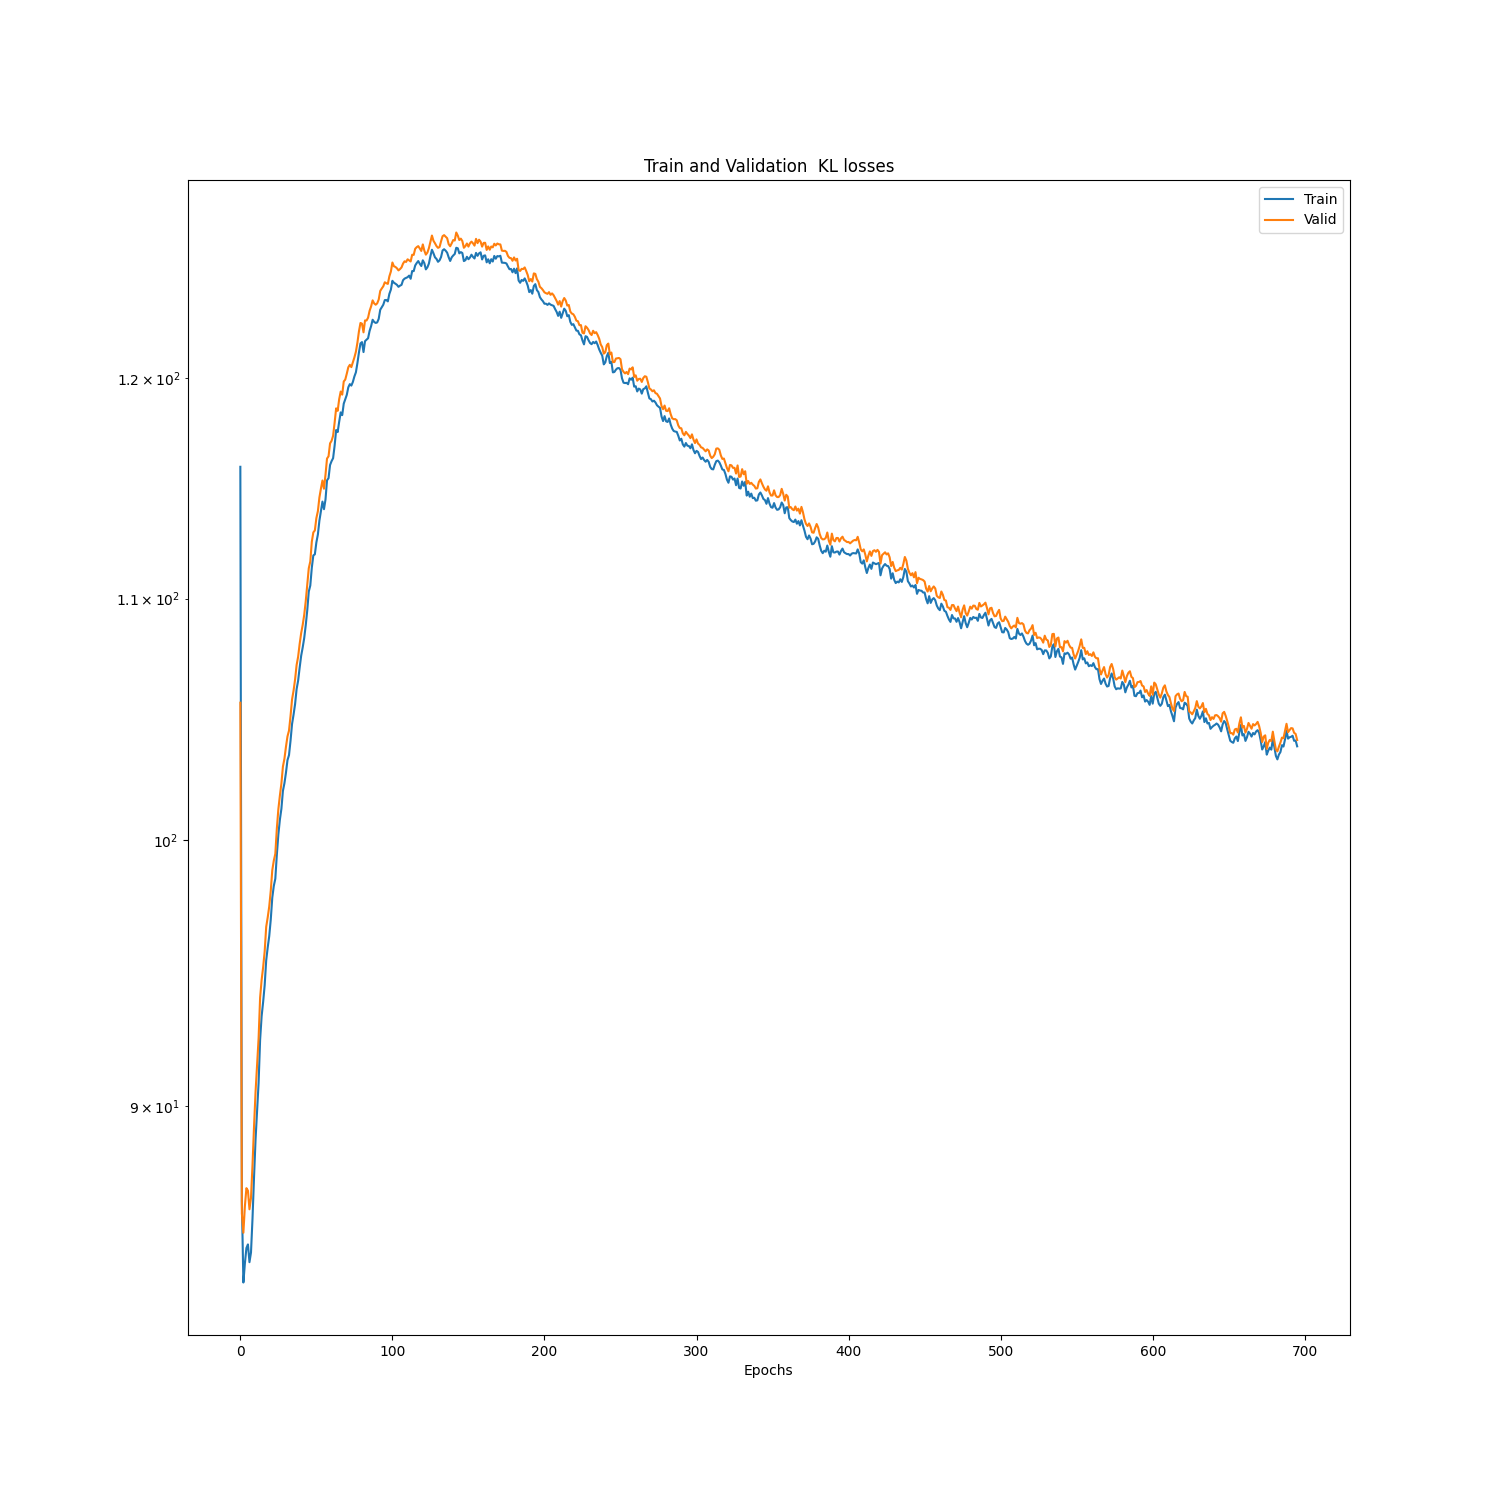 Train and Validation  KL losses
Train
Valid
1.2 × 10²
1.1 × 10²
10²
9 × 10¹
0 100 200 300 400 500 600 700
Epochs